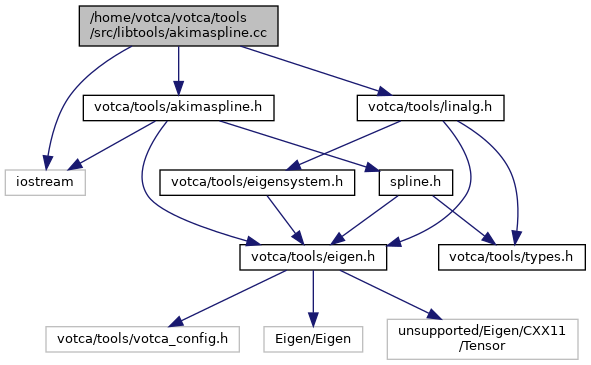 /home/votca/votca/tools
/src/libtools/akimaspline.cc
votca/tools/akimaspline.h
votca/tools/linalg.h
iostream
votca/tools/eigensystem.h
spline.h
votca/tools/eigen.h
votca/tools/types.h
votca/tools/votca_config.h
Eigen/Eigen
unsupported/Eigen/CXX11
/Tensor